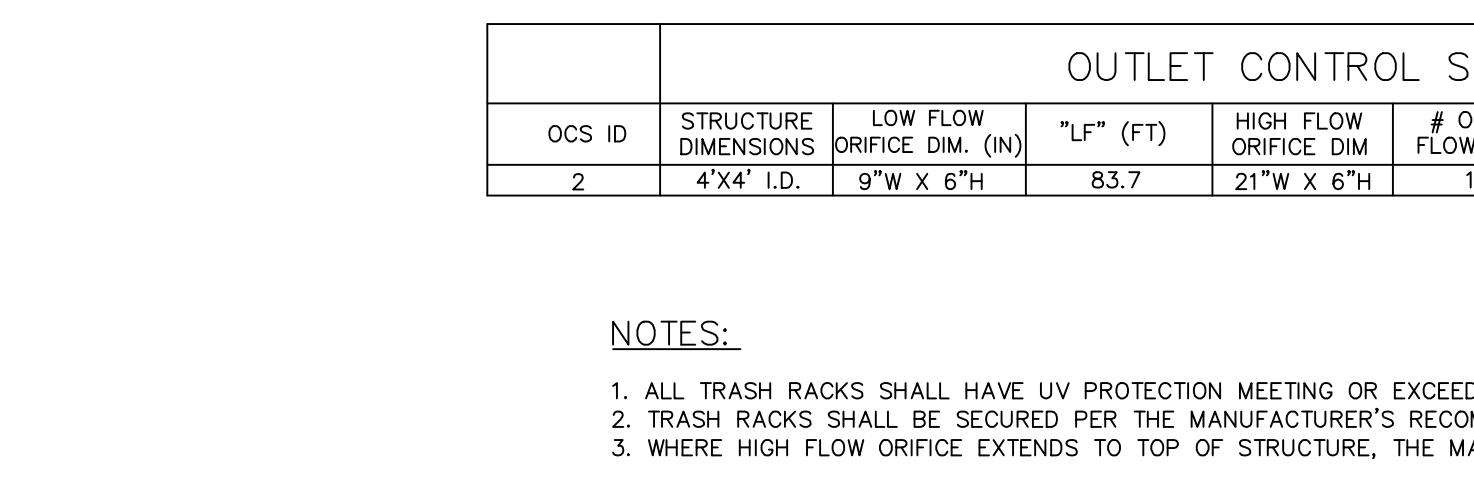 OUTLET CONTROL S
OCS ID
STRUCTURE
DIMENSIONS
LOW FLOW
ORIFICE DIM. (IN)
"LF" (FT)
HIGH FLOW
ORIFICE DIM
# O
FLOW
2
4'X4' I.D.
9"W X 6"H
83.7
21"W X 6"H
1
NOTES:
1. ALL TRASH RACKS SHALL HAVE UV PROTECTION MEETING OR EXCEED
2. TRASH RACKS SHALL BE SECURED PER THE MANUFACTURER'S RECOM
3. WHERE HIGH FLOW ORIFICE EXTENDS TO TOP OF STRUCTURE, THE MA